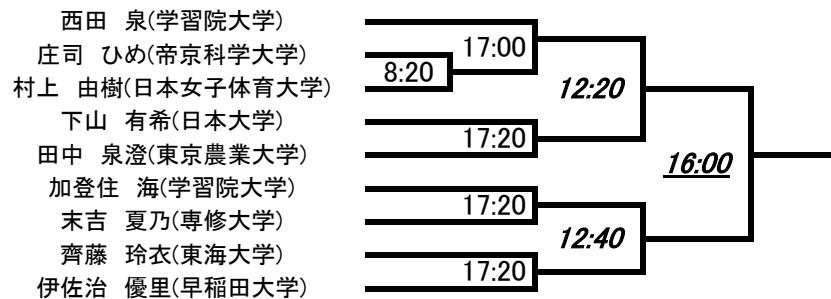 西田　泉(学習院大学)
庄司　ひめ(帝京科学大学)
村上　由樹(日本女子体育大学)
下山　有希(日本大学)
田中　泉澄(東京農業大学)
加登住　海(学習院大学)
末吉　夏乃(専修大学)
齊藤　玲衣(東海大学)
伊佐治　優里(早稲田大学)
17:00
8:20
12:20
17:20
16:00
17:20
12:40
17:20